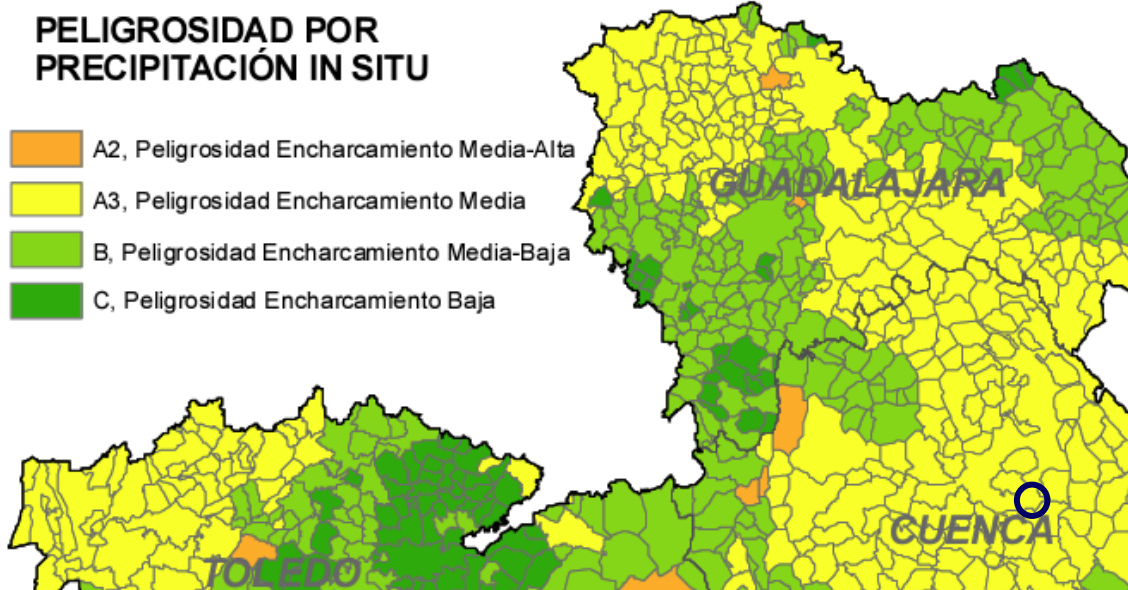 PELIGROSIDAD POR
PRECIPITACIÓN IN SITU
A2, Peligrosidad Encharcamiento Media-Alta
A3, Peligrosidad Encharcamiento Media
B, Peligrosidad Encharcamiento Media-Baja
C, Peligrosidad Encharcamiento Baja
GUADALAJARA
CUENCA
TOLEDO